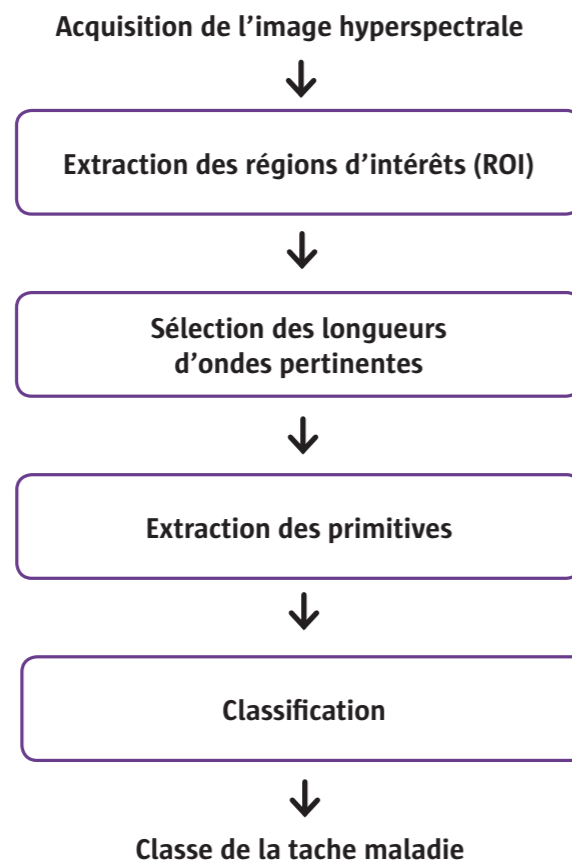 Acquisition de l’image hyperspectrale
Extraction des régions d’intérêts (ROI)
Sélection des longueurs
d’ondes pertinentes
Extraction des primitives
Classification
Classe de la tache maladie